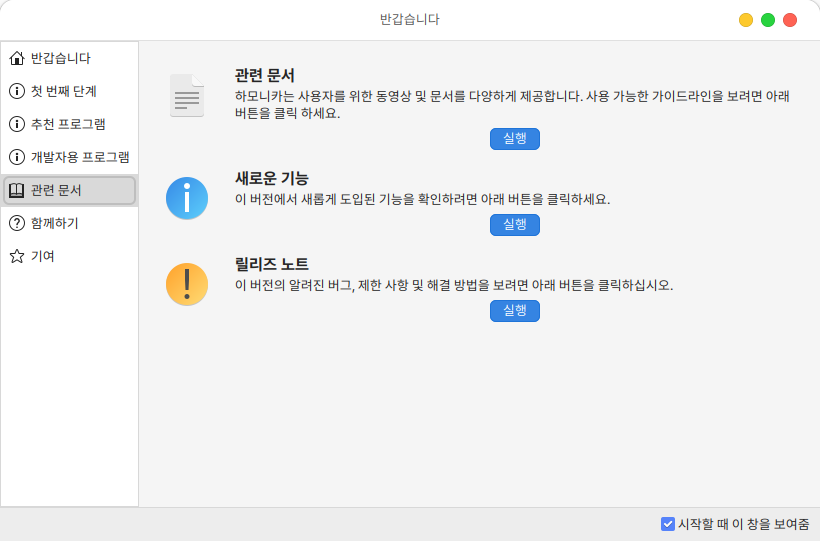 반갑습니다
반갑습니다
첫 번째 단계
추천 프로그램
개발자용 프로그램
관련 문서
함께하기
기여
관련 문서
하모니카는 사용자를 위한 동영상 및 문서를 다양하게 제공합니다. 사용 가능한 가이드라인을 보려면 아래
버튼을 클릭 하세요.
실행
새로운 기능
이 버전에서 새롭게 도입된 기능을 확인하려면 아래 버튼을 클릭하세요.
실행
릴리즈 노트
이 버전의 알려진 버그, 제한 사항 및 해결 방법을 보려면 아래 버튼을 클릭하십시오.
실행
시작할 때 이 창을 보여줌